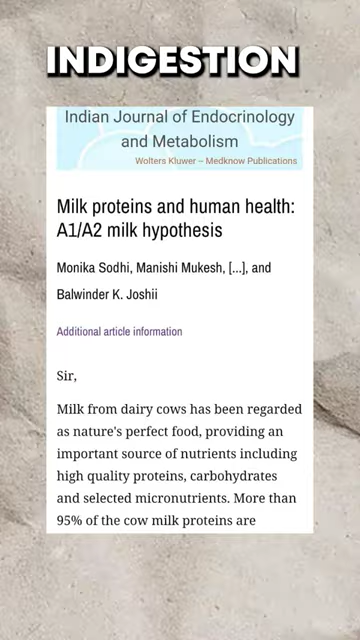 INDIGESTION
Indian Journal of Endocrinology
and Metabolism
Wolters Kluwer – Medknow Publications
Milk proteins and human health:
A1/A2 milk hypothesis
Monika Sodhi, Manishi Mukesh, [...], and
Balwinder K. Joshii
Additional article information
Sir,
Milk from dairy cows has been regarded
as nature's perfect food, providing an
important source of nutrients including
high quality proteins, carbohydrates
and selected micronutrients. More than
95% of the cow milk proteins are